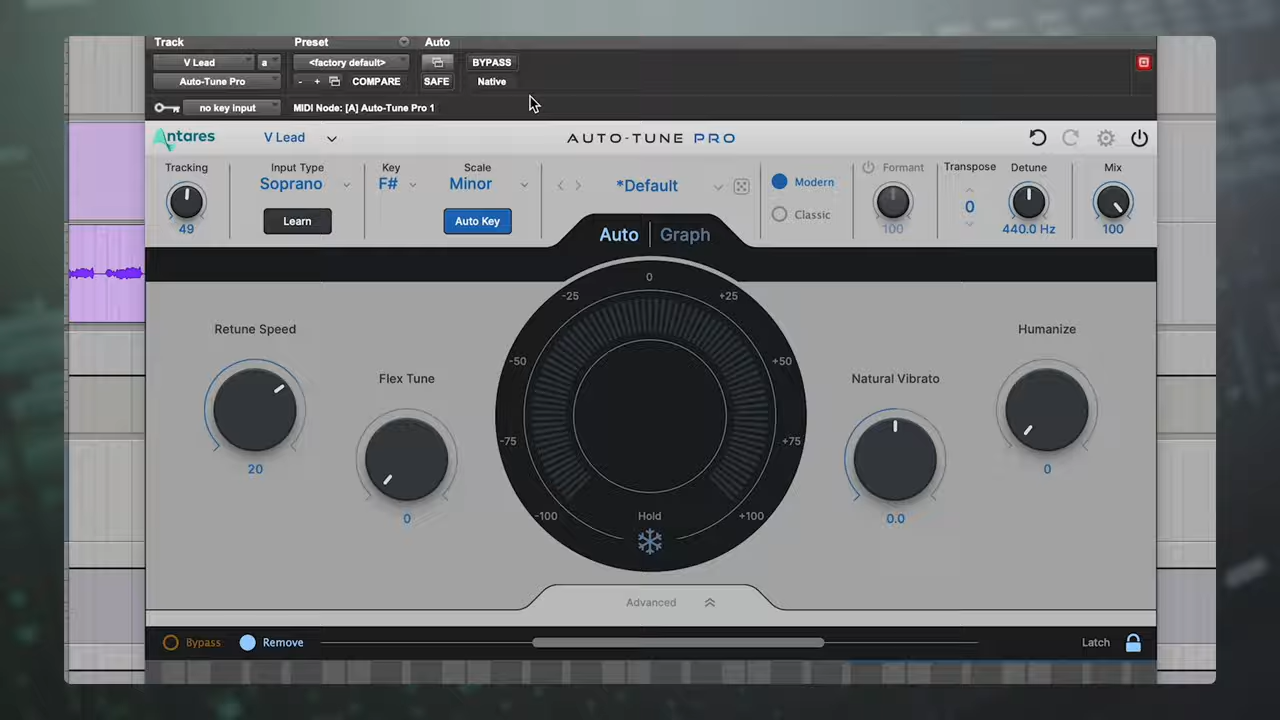 Track Preset Auto
V Lead a <factory default> BYPASS
Auto-Tune Pro - + COMPARE SAFE Native
no key input MIDI Node: [A] Auto-Tune Pro 1
Antares V Lead AUTO-TUNE PRO
Tracking Input Type Key Scale Formant Transpose Detune Mix
Soprano F# Minor *Default Modern
49 Learn Auto Key Classic 100 0 440.0 Hz 100
Auto Graph
0
-25 +25
Retune Speed Humanize
-50 +50
Flex Tune Natural Vibrato
-75 +75
20 0
-100 Hold +100
0 0.0
Advanced
Bypass Remove Latch